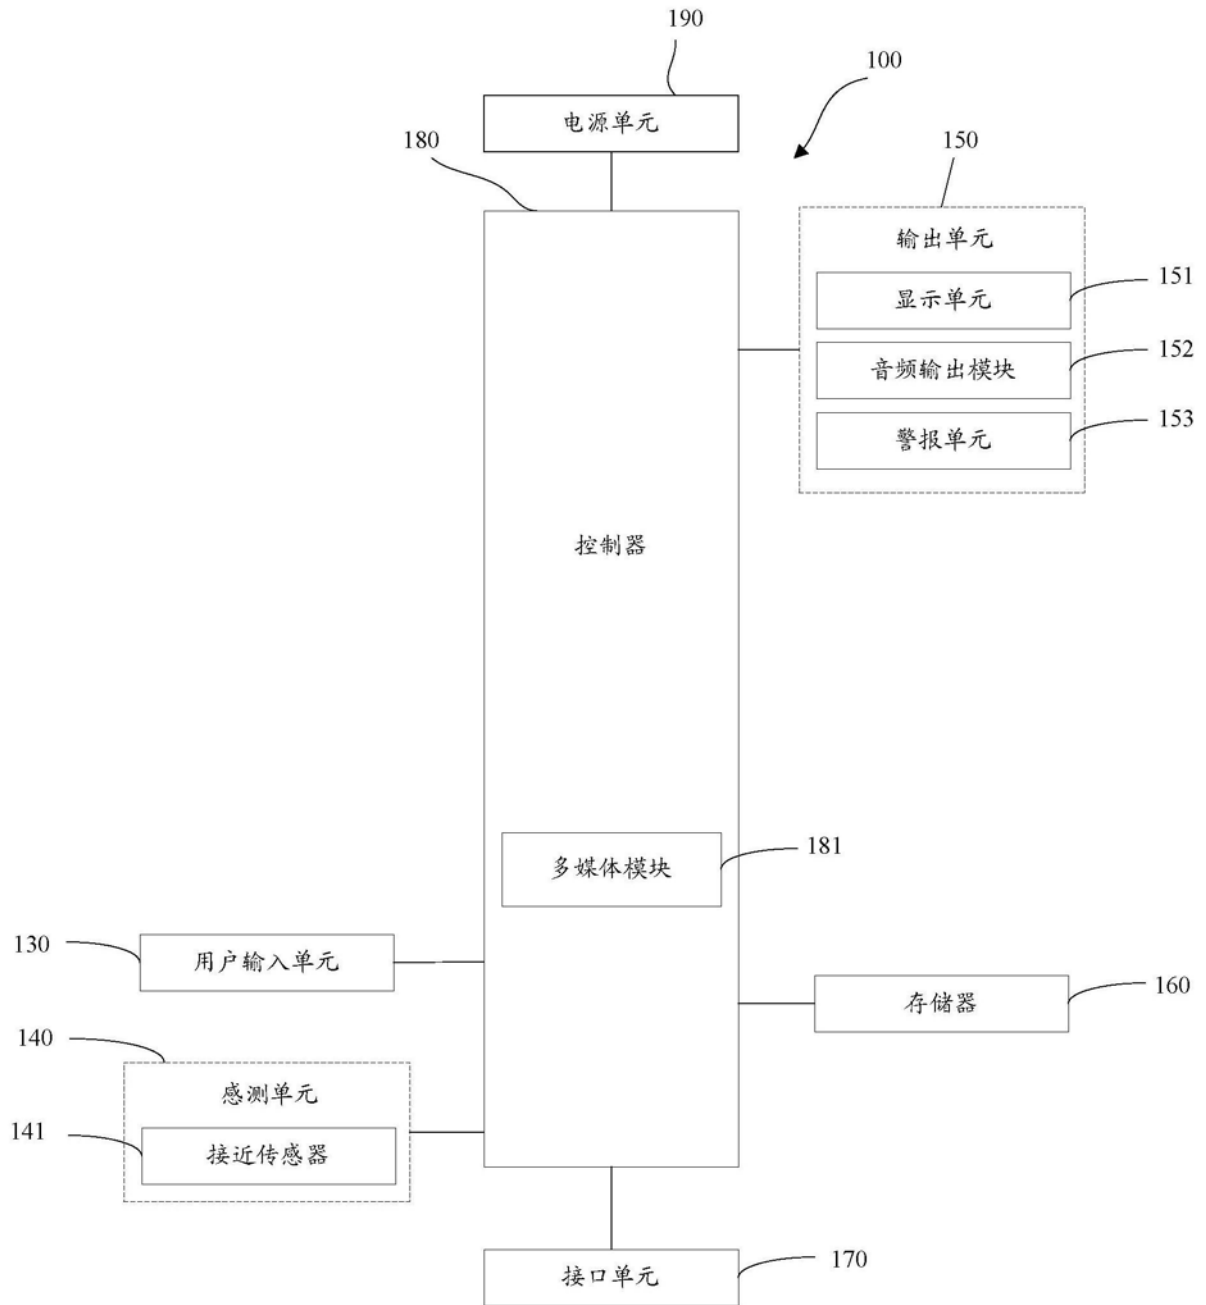 190
100
电源单元
180
150
输出单元
显示单元
151
音频输出模块
152
警报单元
153
控制器
多媒体模块
181
130
用户输入单元
存储器
160
140
感测单元
141
接近传感器
接口单元
170